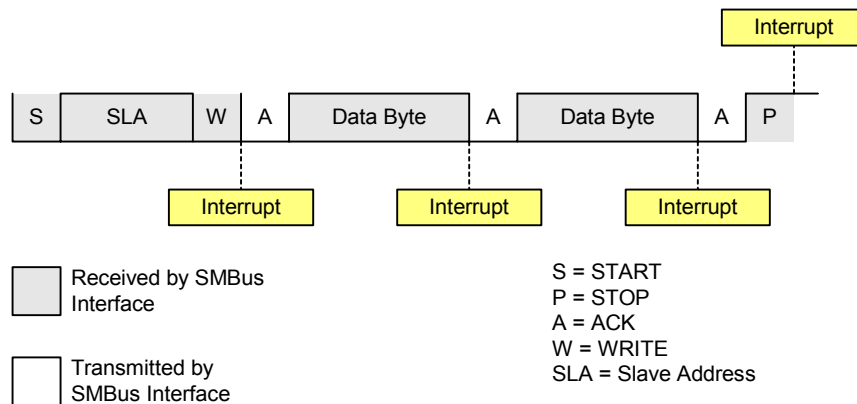 Interrupt
S SLA W A Data Byte A Data Byte A P
Interrupt Interrupt Interrupt
Received by SMBus
Interface
Transmitted by
SMBus Interface
S = START
P = STOP
A = ACK
W = WRITE
SLA = Slave Address